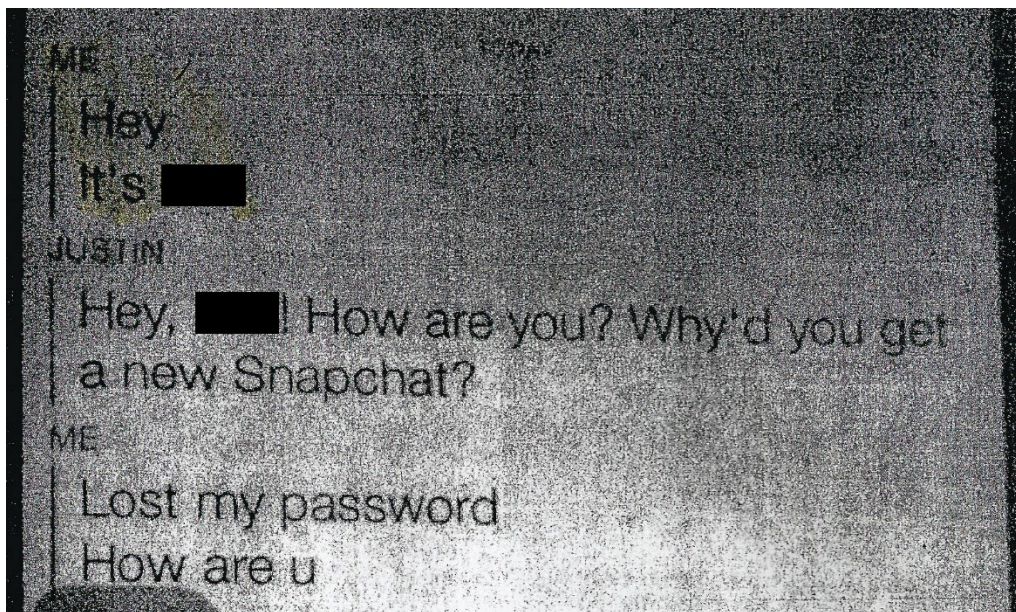 TODAY
ME
Hey
It's
JUSTIN
Hey, ! How are you? Why'd you get
a new Snapchat?
ME
Lost my password
How are u